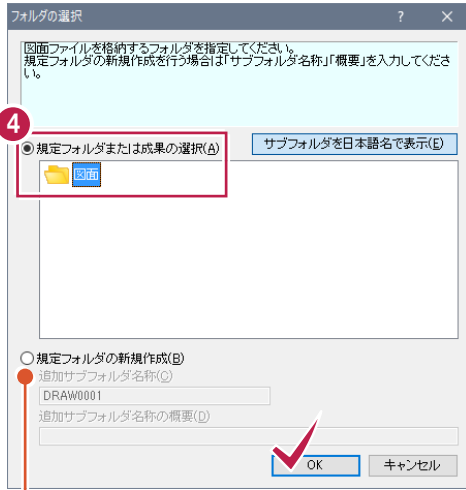 フォルダの選択 ? ×
図面ファイルを格納するフォルダを指定してください。
規定フォルダの新規作成を行う場合は「サブフォルダ名称」「概要」を入力してくださ
い。
4
規定フォルダまたは成果の選択(A) サブフォルダを日本語名で表示(E)
図面
規定フォルダの新規作成(B)
追加サブフォルダ名称(C)
DRAW0001
追加サブフォルダ名称の概要(D)
OK キャンセル